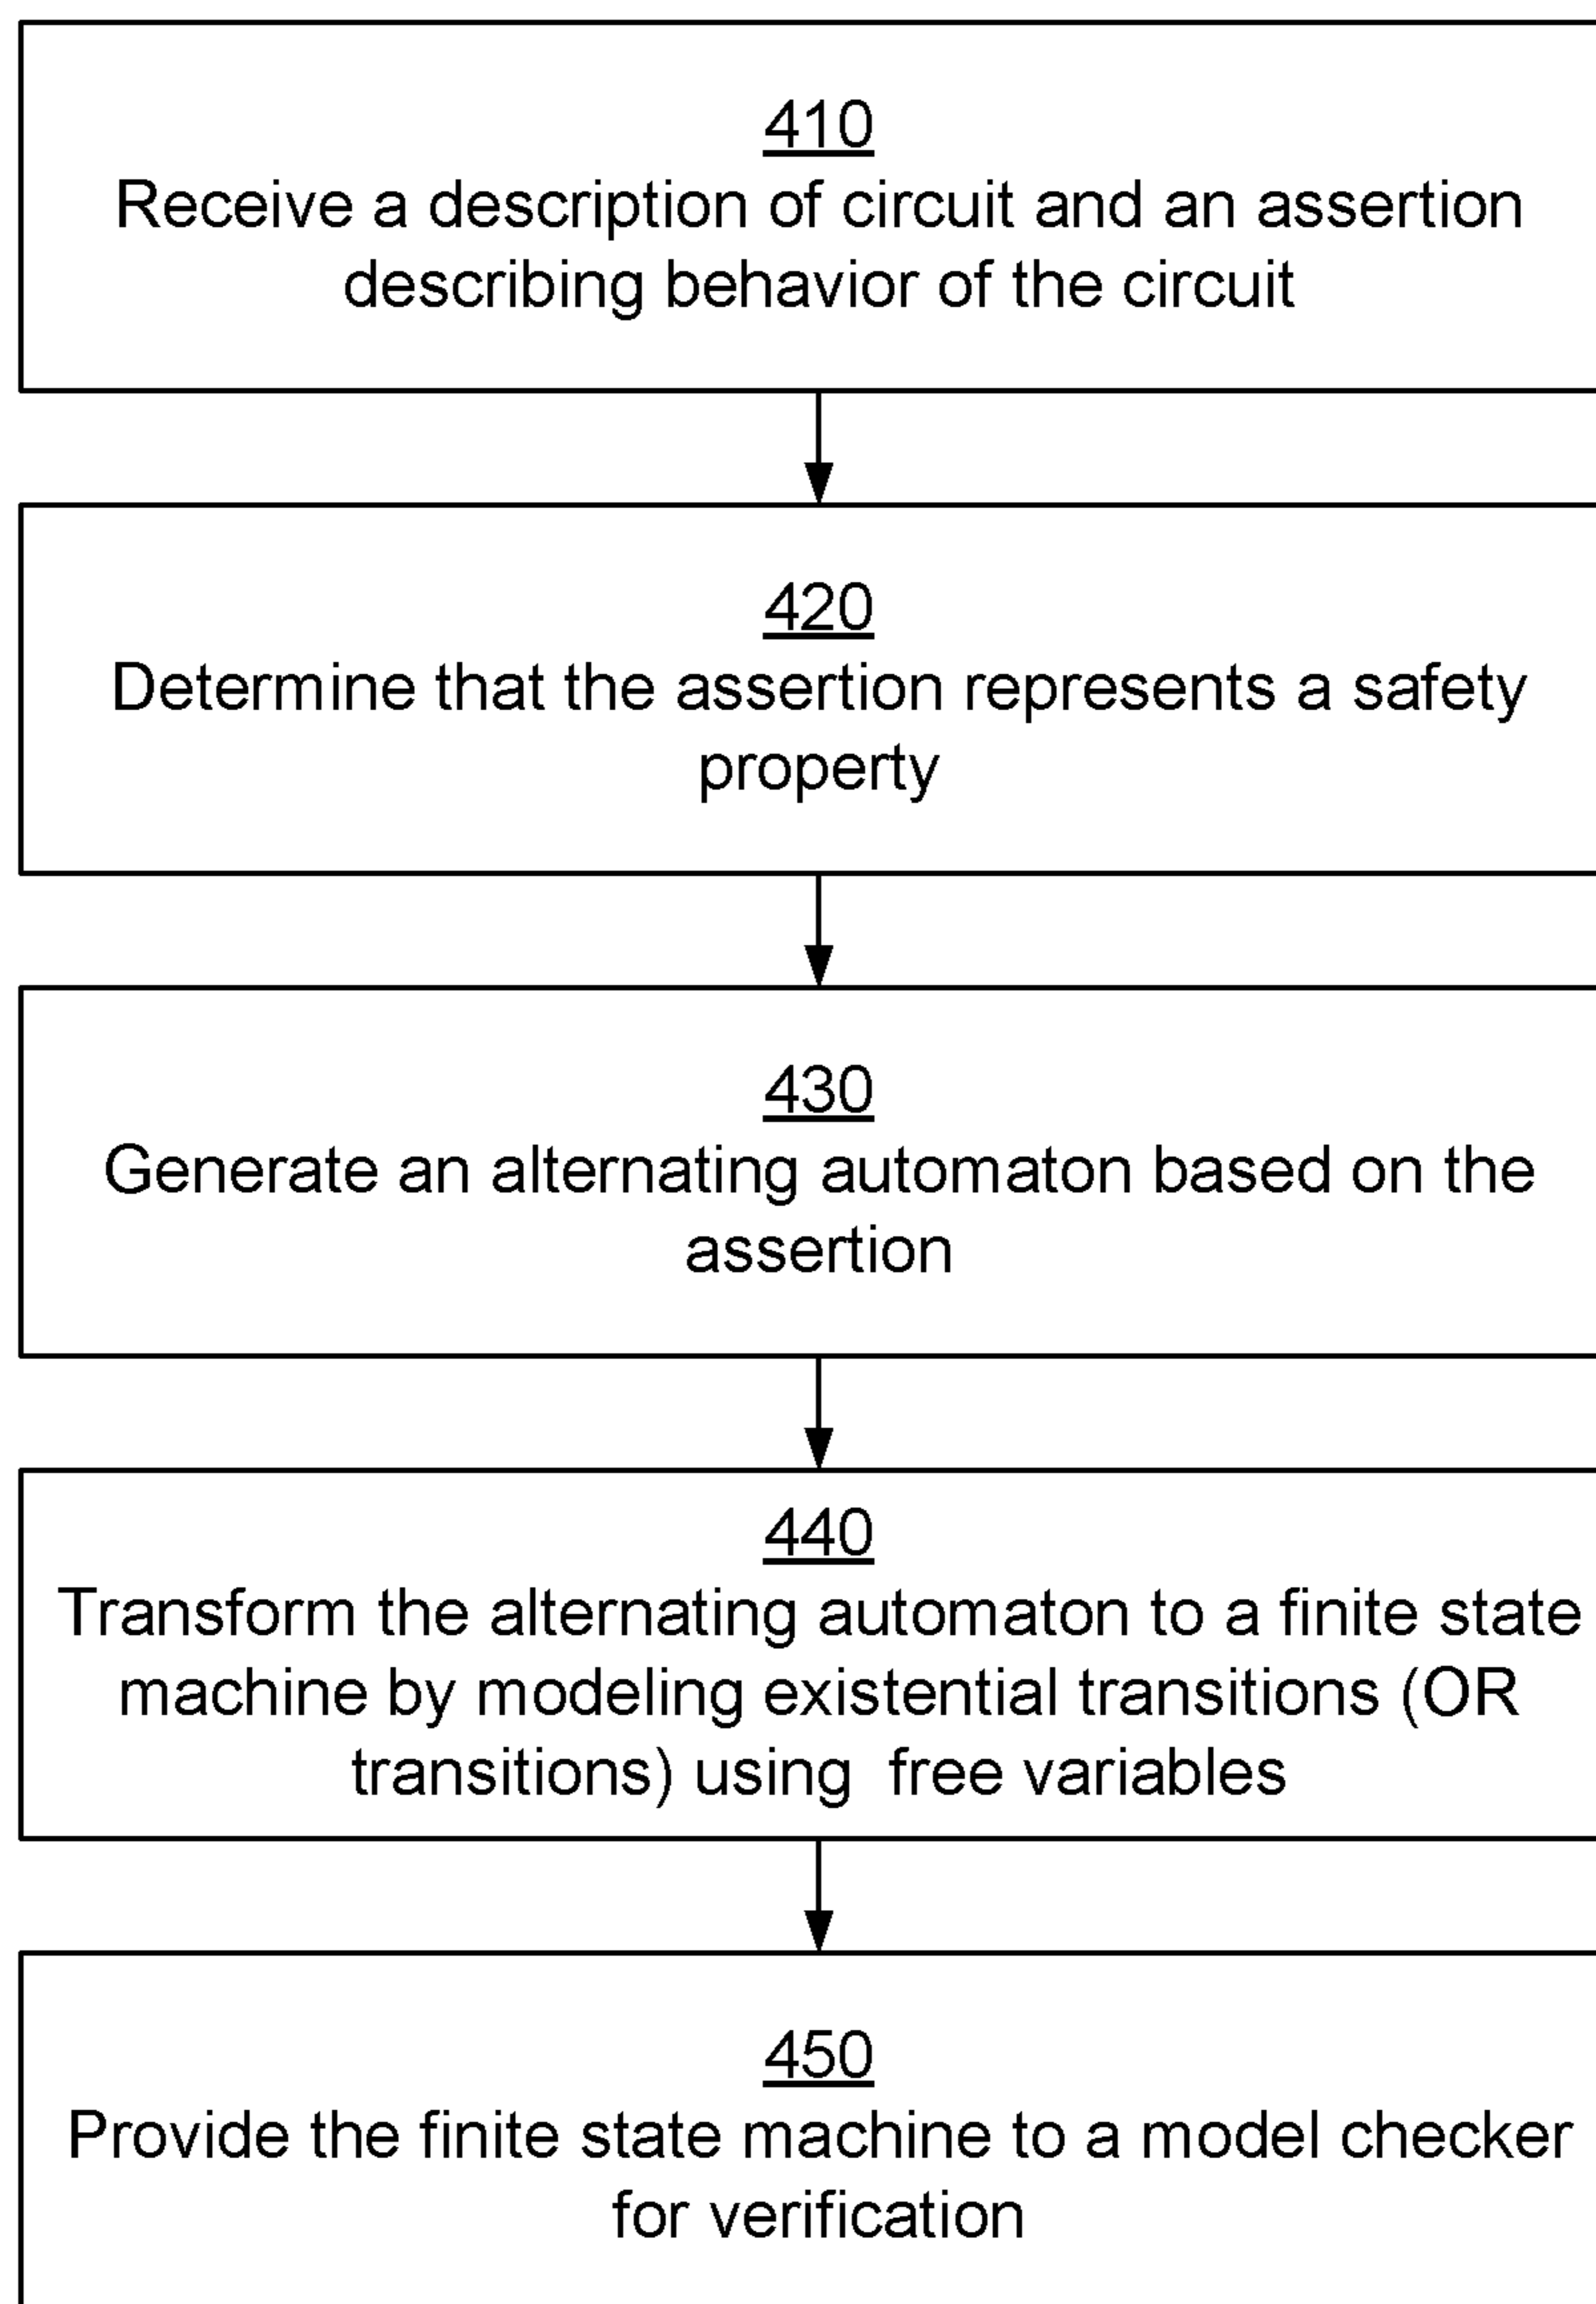 410
Receive a description of circuit and an assertion
describing behavior of the circuit
420
Determine that the assertion represents a safety
property
430
Generate an alternating automaton based on the
assertion
440
Transform the alternating automaton to a finite state
machine by modeling existential transitions (OR
transitions) using free variables
450
Provide the finite state machine to a model checker
for verification